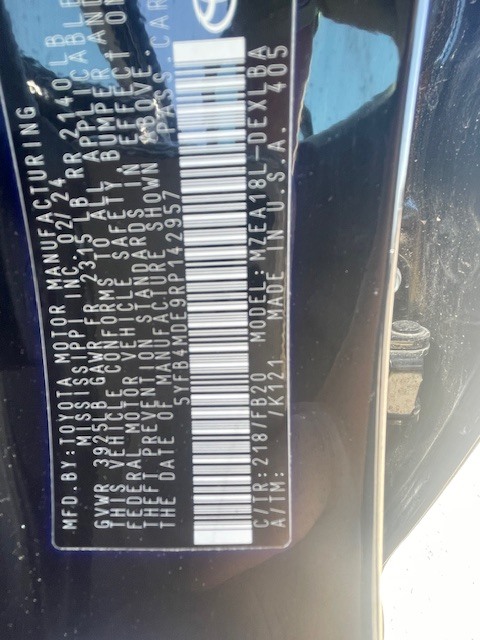 MFD. BY: TOYOTA MOTOR MANUFACTURING
MISSISSIPPI INC. 02/24
GVWR 3925LB GAWR FR 2315LB RR 2140LB
THIS VEHICLE CONFORMS TO ALL APPLICABLE
FEDERAL MOTOR VEHICLE SAFETY, BUMPER AND
THEFT PREVENTION STANDARDS IN EFFECT ON
THE DATE OF MANUFACTURE SHOWN ABOVE.
5YFB4MDE9RP142957 PASS.CAR
C/TR:218/FB20 MODEL:MZEA18L-DEXLBA
A/TM: /K121 MADE IN U.S.A. 405